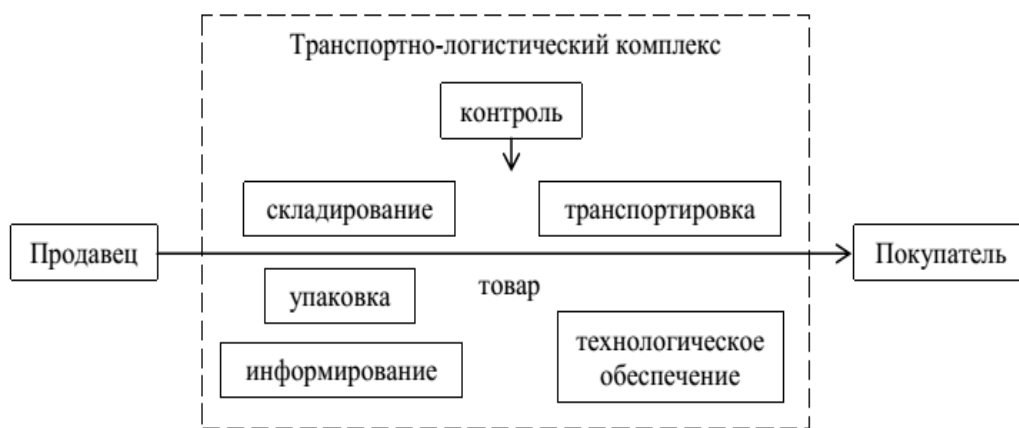 Транспортно-логистический комплекс
контроль
складирование
транспортировка
Продавец
Покупатель
упаковка
товар
информирование
технологическое
обеспечение